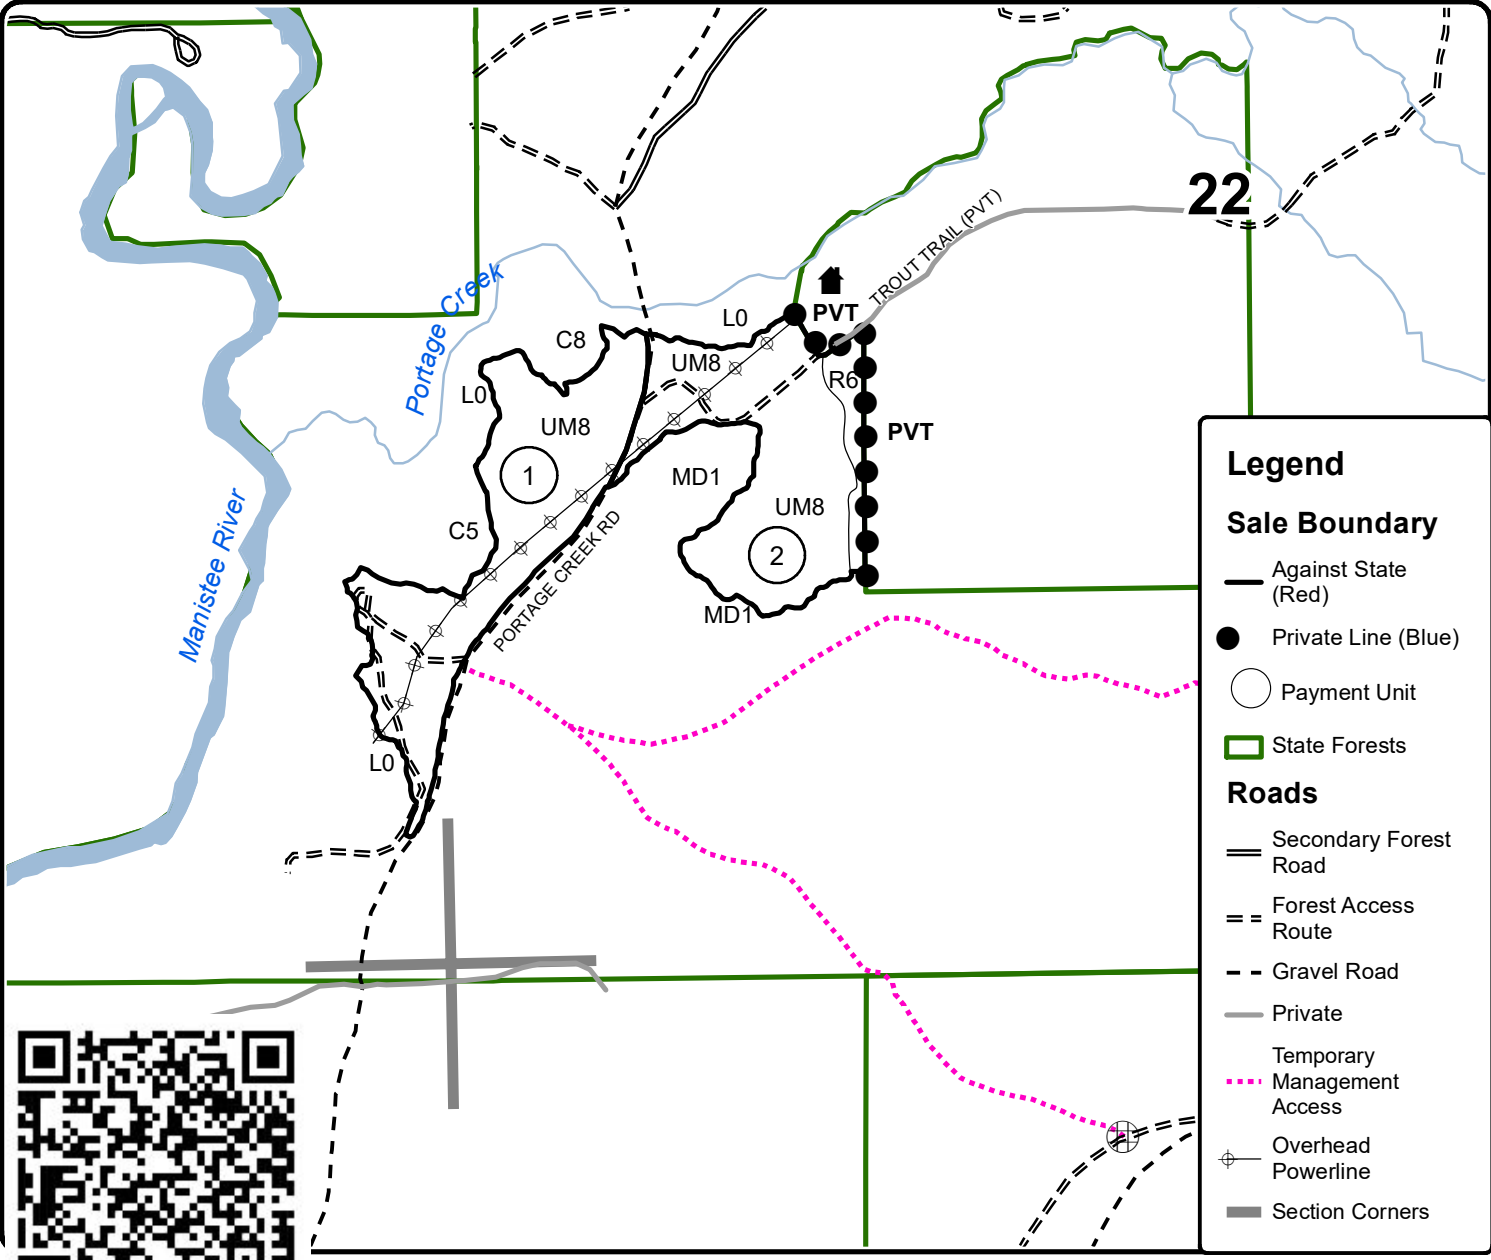 22
TROUT TRAIL (PVT)
Portage Creek
L0
PVT
C8
UM8
R6
L0
UM8
PVT
1
MD1
UM8
C5
2
PORTAGE CREEK RD
Manistee River
MD1
L0
Legend
Sale Boundary
Against State
(Red)
Private Line (Blue)
Payment Unit
State Forests
Roads
Secondary Forest
Road
Forest Access
Route
Gravel Road
Private
Temporary
Management
Access
Overhead
Powerline
Section Corners